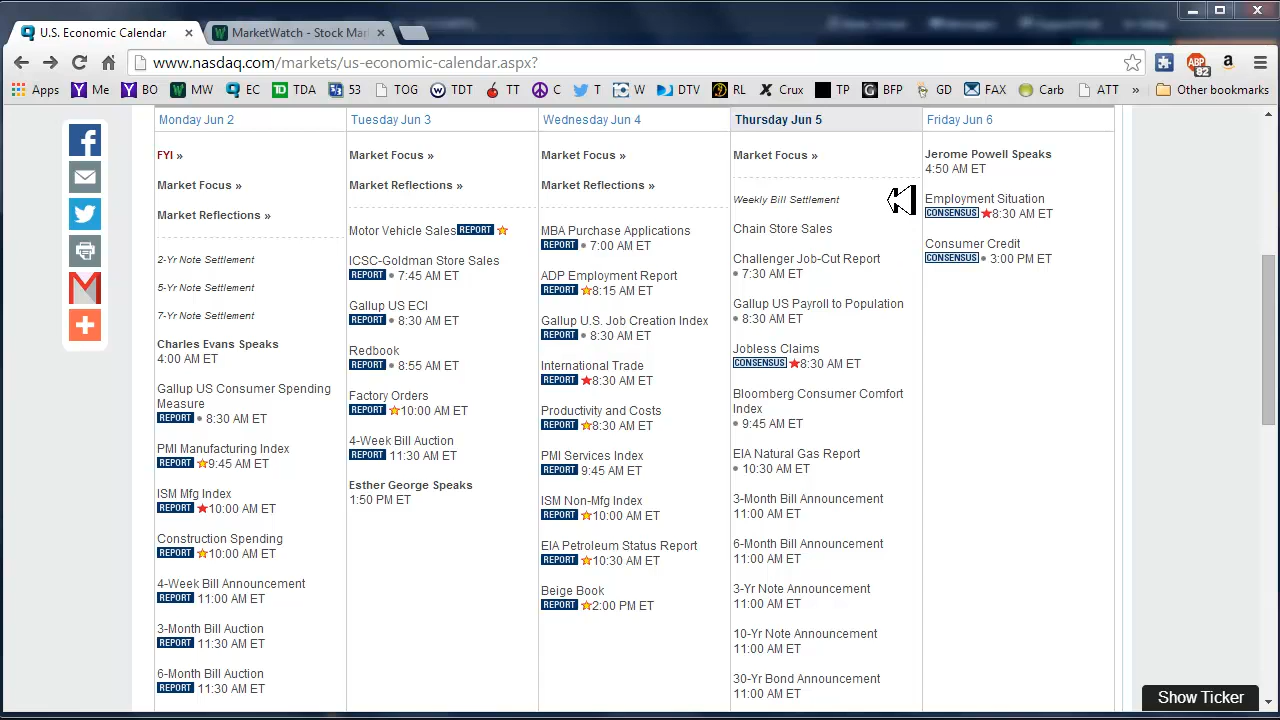 U.S. Economic Calendar
MarketWatch - Stock Mar
www.nasdaq.com/markets/us-economic-calendar.aspx?
ABP
82
Apps Me BO MW EC TDA 53 TOG TDT TT C T W DTV RL Crux TP BFP GD FAX Carb ATT » Other bookmarks
Monday Jun 2
FYI »
Market Focus »
Market Reflections »
2-Yr Note Settlement
5-Yr Note Settlement
7-Yr Note Settlement
Charles Evans Speaks
4:00 AM ET
Gallup US Consumer Spending
Measure
REPORT 8:30 AM ET
PMI Manufacturing Index
REPORT 9:45 AM ET
ISM Mfg Index
REPORT 10:00 AM ET
Construction Spending
REPORT 10:00 AM ET
4-Week Bill Announcement
REPORT 11:00 AM ET
3-Month Bill Auction
REPORT 11:30 AM ET
6-Month Bill Auction
REPORT 11:30 AM ET
Tuesday Jun 3
Market Focus »
Market Reflections »
Motor Vehicle Sales REPORT
ICSC-Goldman Store Sales
REPORT 7:45 AM ET
Gallup US ECI
REPORT 8:30 AM ET
Redbook
REPORT 8:55 AM ET
Factory Orders
REPORT 10:00 AM ET
4-Week Bill Auction
REPORT 11:30 AM ET
Esther George Speaks
1:50 PM ET
Wednesday Jun 4
Market Focus »
Market Reflections »
MBA Purchase Applications
REPORT 7:00 AM ET
ADP Employment Report
REPORT 8:15 AM ET
Gallup U.S. Job Creation Index
REPORT 8:30 AM ET
International Trade
REPORT 8:30 AM ET
Productivity and Costs
REPORT 8:30 AM ET
PMI Services Index
REPORT 9:45 AM ET
ISM Non-Mfg Index
REPORT 10:00 AM ET
EIA Petroleum Status Report
REPORT 10:30 AM ET
Beige Book
REPORT 2:00 PM ET
Thursday Jun 5
Market Focus »
Weekly Bill Settlement
Chain Store Sales
Challenger Job-Cut Report
7:30 AM ET
Gallup US Payroll to Population
8:30 AM ET
Jobless Claims
CONSENSUS 8:30 AM ET
Bloomberg Consumer Comfort
Index
9:45 AM ET
EIA Natural Gas Report
10:30 AM ET
3-Month Bill Announcement
11:00 AM ET
6-Month Bill Announcement
11:00 AM ET
3-Yr Note Announcement
11:00 AM ET
10-Yr Note Announcement
11:00 AM ET
30-Yr Bond Announcement
11:00 AM ET
Friday Jun 6
Jerome Powell Speaks
4:50 AM ET
Employment Situation
CONSENSUS 8:30 AM ET
Consumer Credit
CONSENSUS 3:00 PM ET
Show Ticker